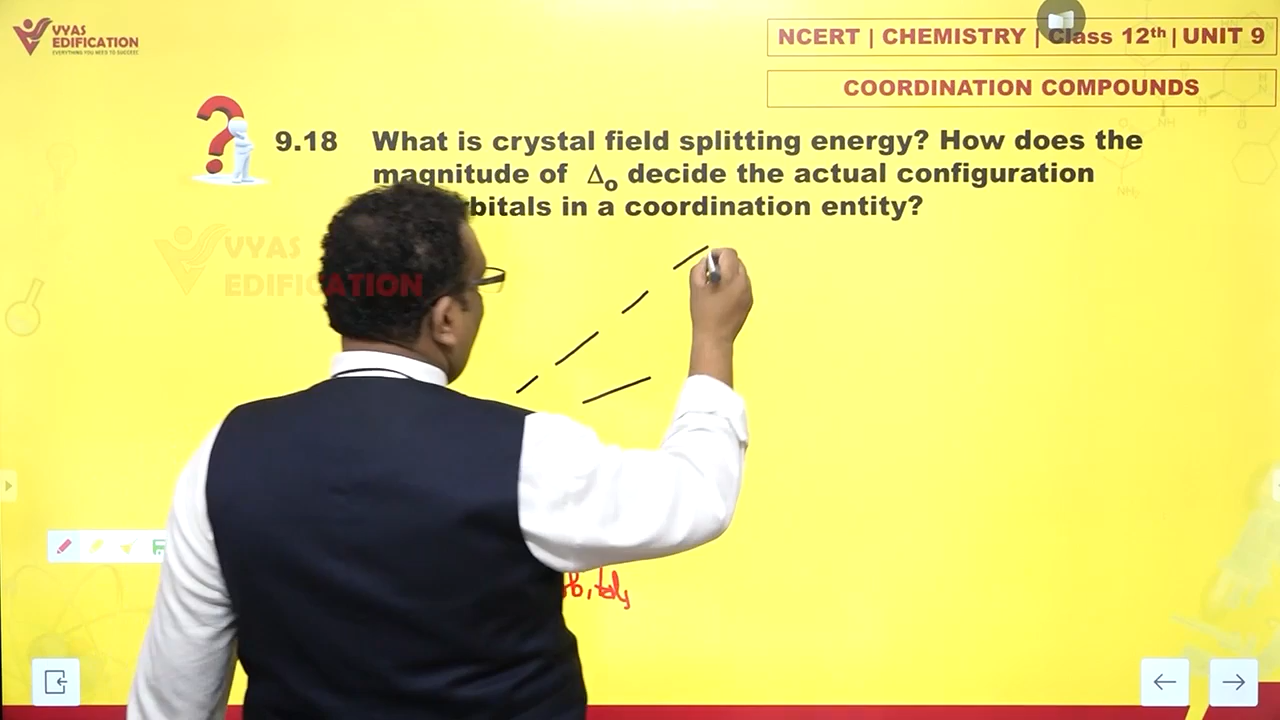 VYAS
EDIFICATION
EVERYTHING YOU NEED TO SUCCEED
NCERT | CHEMISTRY | Class 12th | UNIT 9
COORDINATION COMPOUNDS
9.18 What is crystal field splitting energy? How does the
magnitude of Δo decide the actual configuration
rbitals in a coordination entity?
VYAS
EDIFICATION